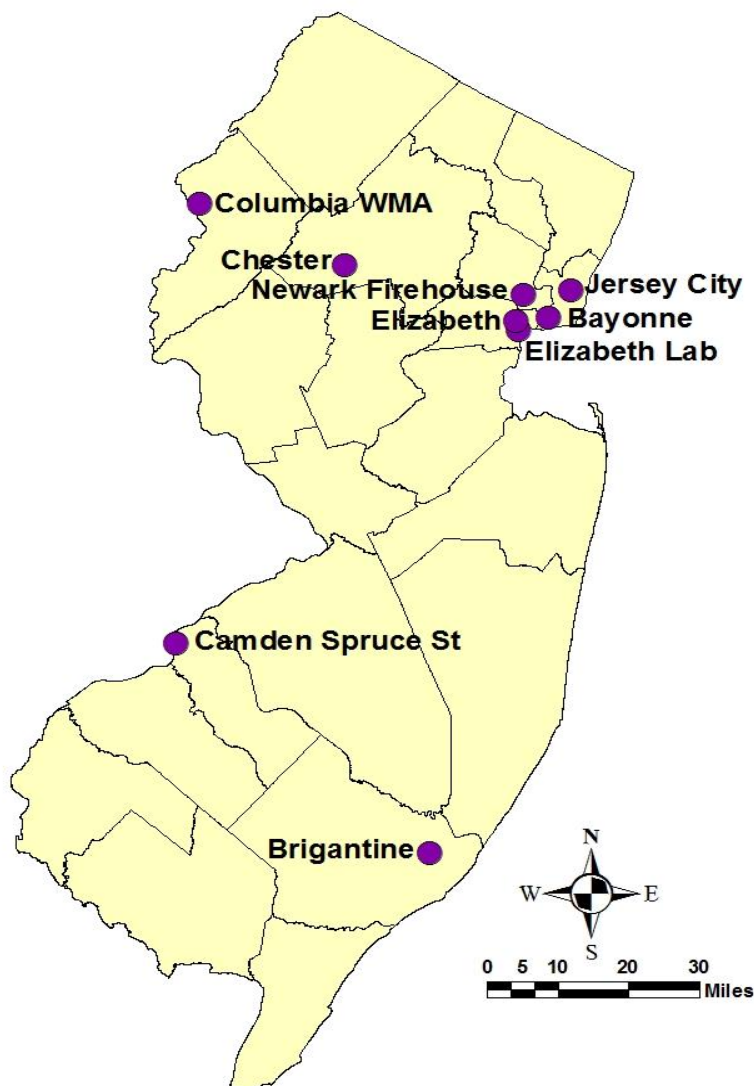 Columbia WMA
Chester
Newark Firehouse
Jersey City
Elizabeth
Bayonne
Elizabeth Lab
Camden Spruce St
Brigantine
N
W E
S
0 5 10 20 30
Miles